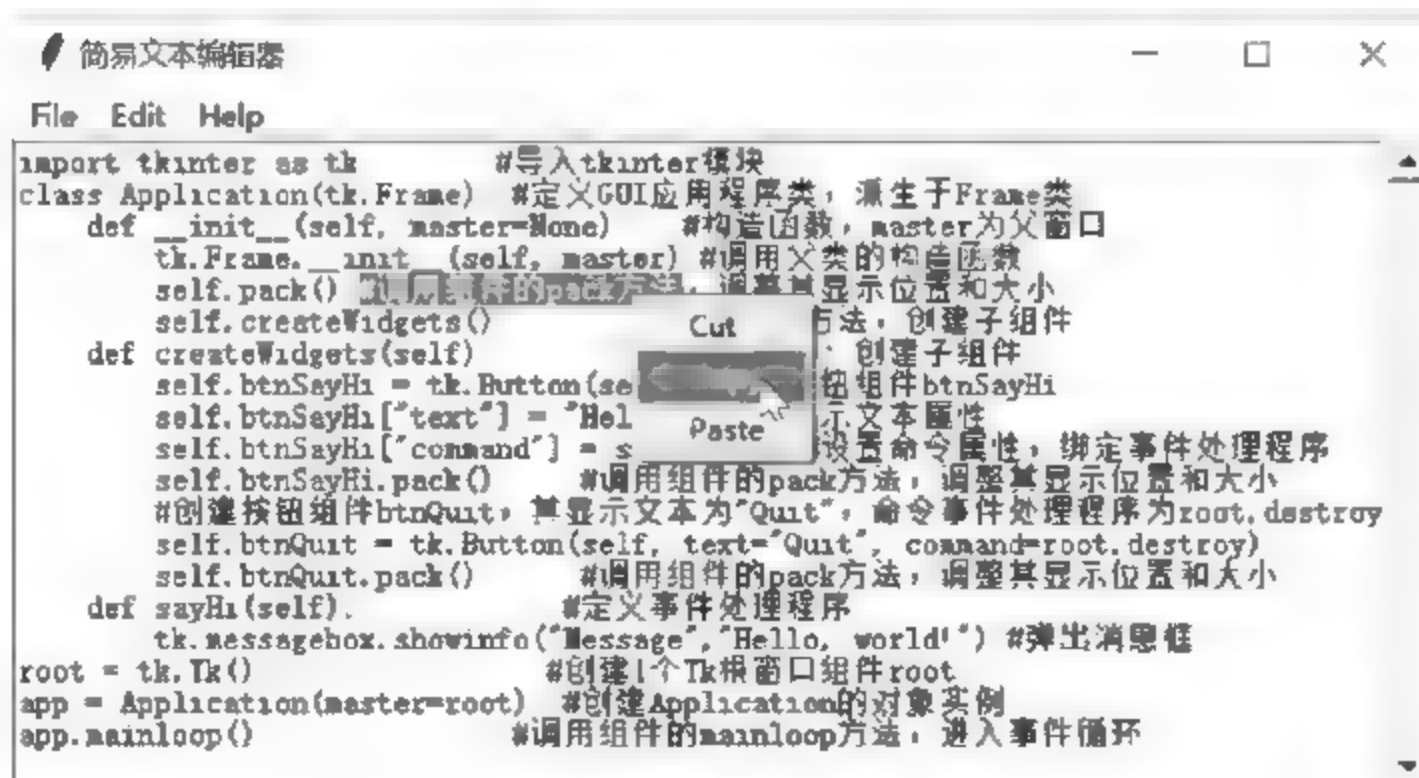 简易文本编辑器
File Edit Help
import tkinter as tk #导入tkinter模块
class Application(tk.Frame) #定义GUI应用程序类，派生于Frame类
def __init__(self, master=None) #构造函数，master为父窗口
tk.Frame.__init__(self, master) #调用父类的构造函数
self.pack() #调用组件的pack方法，调整其显示位置和大小
self.createWidgets() 方法，创建子组件
Cut
def createWidgets(self) 创建子组件
self.btnSayHi = tk.Button(se 钮组件btnSayHi
self.btnSayHi["text"] = "Hel 示文本属性
Paste
self.btnSayHi["command"] = s 设置命令属性，绑定事件处理程序
self.btnSayHi.pack() #调用组件的pack方法，调整其显示位置和大小
#创建按钮组件btnQuit，其显示文本为"Quit"，命令事件处理程序为root.destroy
self.btnQuit = tk.Button(self, text="Quit", command=root.destroy)
self.btnQuit.pack() #调用组件的pack方法，调整其显示位置和大小
def sayHi(self). #定义事件处理程序
tk.messagebox.showinfo("Message", "Hello, world!") #弹出消息框
root = tk.Tk() #创建1个Tk根窗口组件root
app = Application(master=root) #创建Application的对象实例
app.mainloop() #调用组件的mainloop方法，进入事件循环